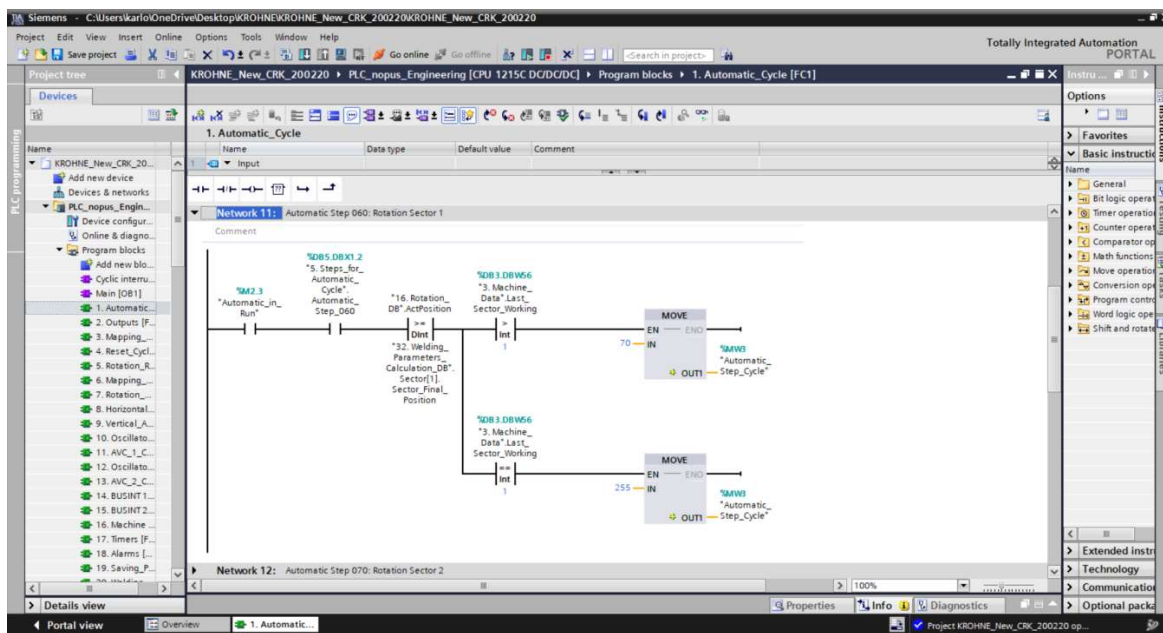 Siemens - C:\Users\karlo\OneDrive\Desktop\KROHNE\KROHNE_New_CRK_200220\KROHNE_New_CRK_200220
Project Edit View Insert Online Options Tools Window Help
Totally Integrated Automation
PORTAL
Save project
Go online
Go offline
<Search in project>
Project tree
KROHNE_New_CRK_200220 ▸ PLC_nopus_Engineering [CPU 1215C DC/DC/DC] ▸ Program blocks ▸ 1. Automatic_Cycle [FC1]
Instru...
Devices
Options
PLC programming
Name
KROHNE_New_CRK_20...
Add new device
Devices & networks
PLC_nopus_Engin...
Device configur...
Online & diagno...
Program blocks
Add new blo...
Cyclic interru...
Main [OB1]
1. Automatic...
2. Outputs [F...
3. Mapping_...
4. Reset_Cycl...
5. Rotation_R...
6. Mapping_...
7. Rotation_...
8. Horizontal...
9. Vertical_A...
10. Oscillato...
11. AVC_1_C...
12. Oscillato...
13. AVC_2_C...
14. BUSINT1...
15. BUSINT2...
16. Machine ...
17. Timers [F...
18. Alarms [...
19. Saving_P...
Details view
1. Automatic_Cycle
Name Data type Default value Comment
1 Input
Network 11: Automatic Step 060: Rotation Sector 1
Comment
%M2.3
"Automatic_in_
Run"
%DB5.DBX1.2
"5. Steps_for_
Automatic_
Cycle".
Automatic_
Step_060
"16. Rotation_
DB".ActPosition
>=
DInt
"32. Welding_
Parameters_
Calculation_DB".
Sector[1].
Sector_Final_
Position
%DB3.DBW56
"3. Machine_
Data".Last_
Sector_Working
>
Int
1
MOVE
EN ENO
70 IN
OUT1
%MW3
"Automatic_
Step_Cycle"
%DB3.DBW56
"3. Machine_
Data".Last_
Sector_Working
==
Int
1
MOVE
EN ENO
255 IN
OUT1
%MW3
"Automatic_
Step_Cycle"
Network 12: Automatic Step 070: Rotation Sector 2
100%
Properties Info Diagnostics
Favorites
Basic instructi
Name
General
Bit logic operat
Timer operatio
Counter operat
Comparator op
Math functions
Move operation
Conversion ope
Program contro
Word logic ope
Shift and rotate
Extended instr
Technology
Communication
Optional packa
Instructions
Testing
Tasks
Libraries
Portal view
Overview
1. Automatic...
Project KROHNE_New_CRK_200220 op...